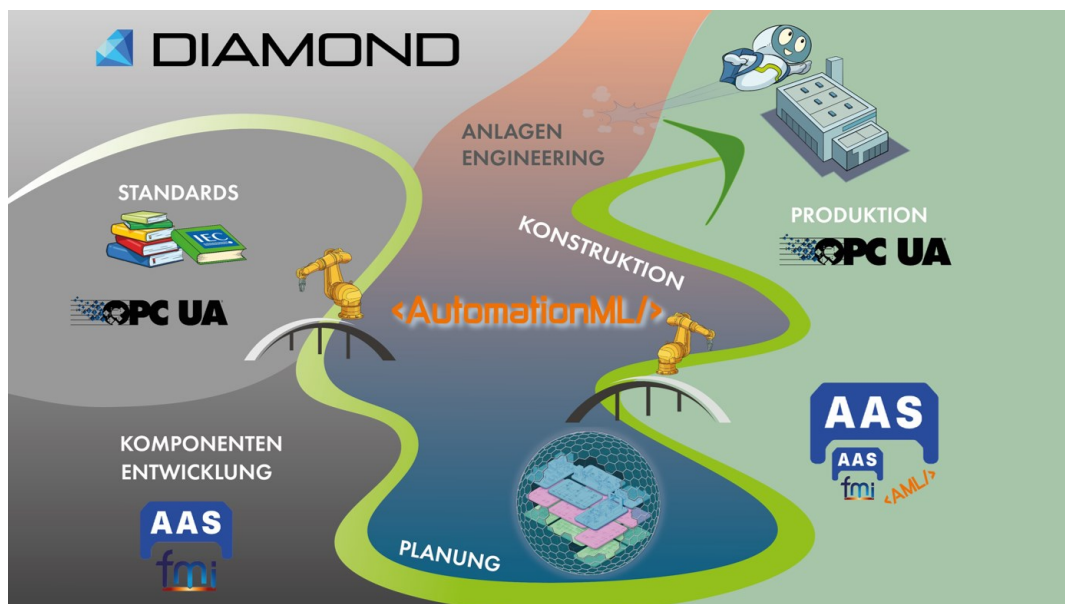 DIAMOND
ANLAGEN
ENGINEERING
STANDARDS
IEC
OPC UA
KONSTRUKTION
PRODUKTION
OPC UA
<AutomationML/>
KOMPONENTEN
ENTWICKLUNG
AAS
fmi
PLANUNG
AAS
AAS
fmi
<AML/>